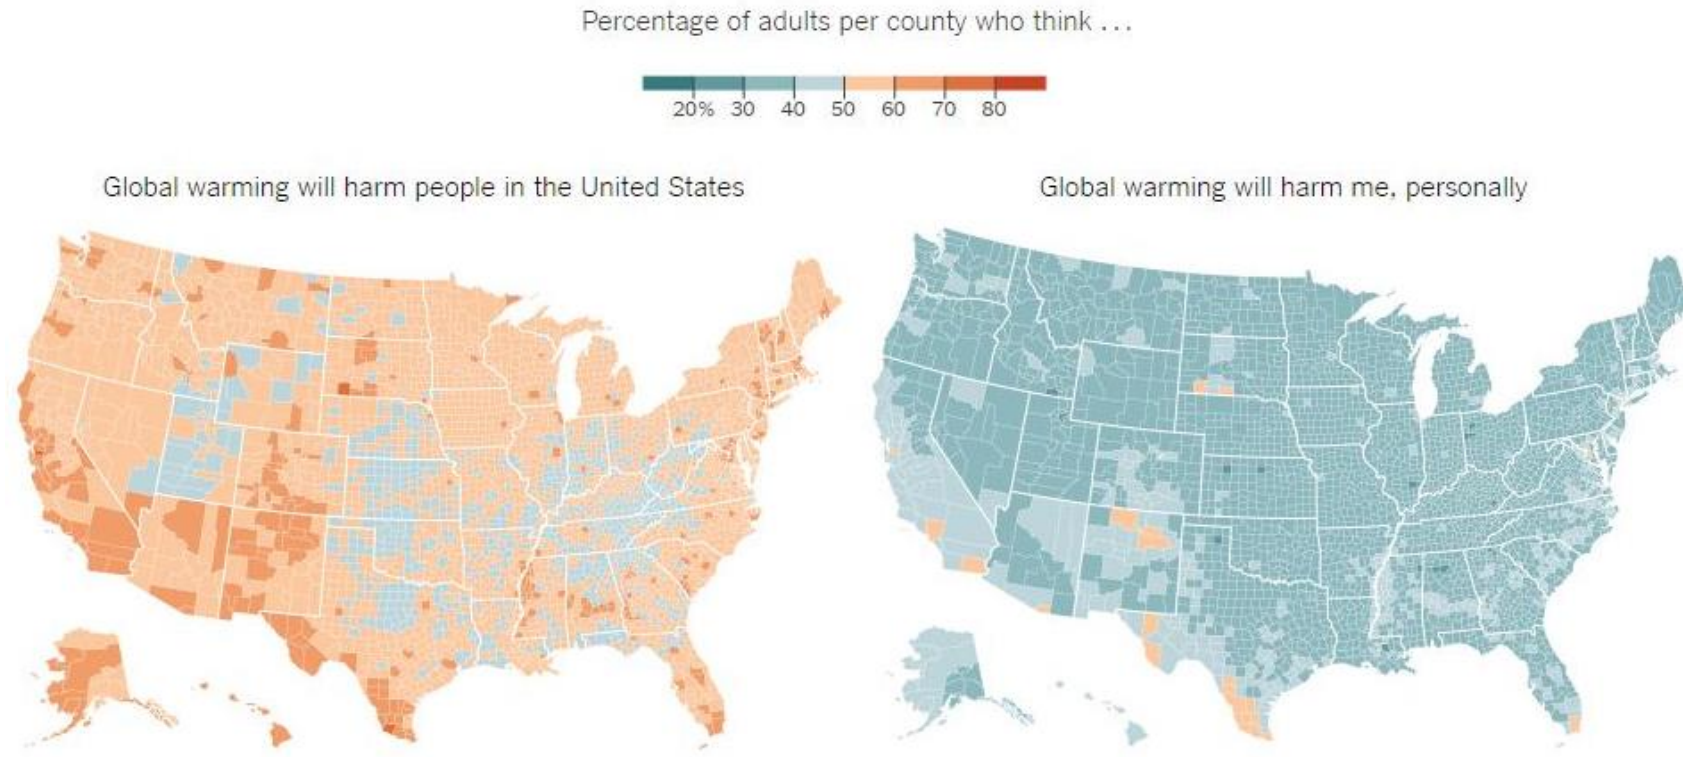 Percentage of adults per county who think ...
20% 30 40 50 60 70 80
Global warming will harm people in the United States
Global warming will harm me, personally